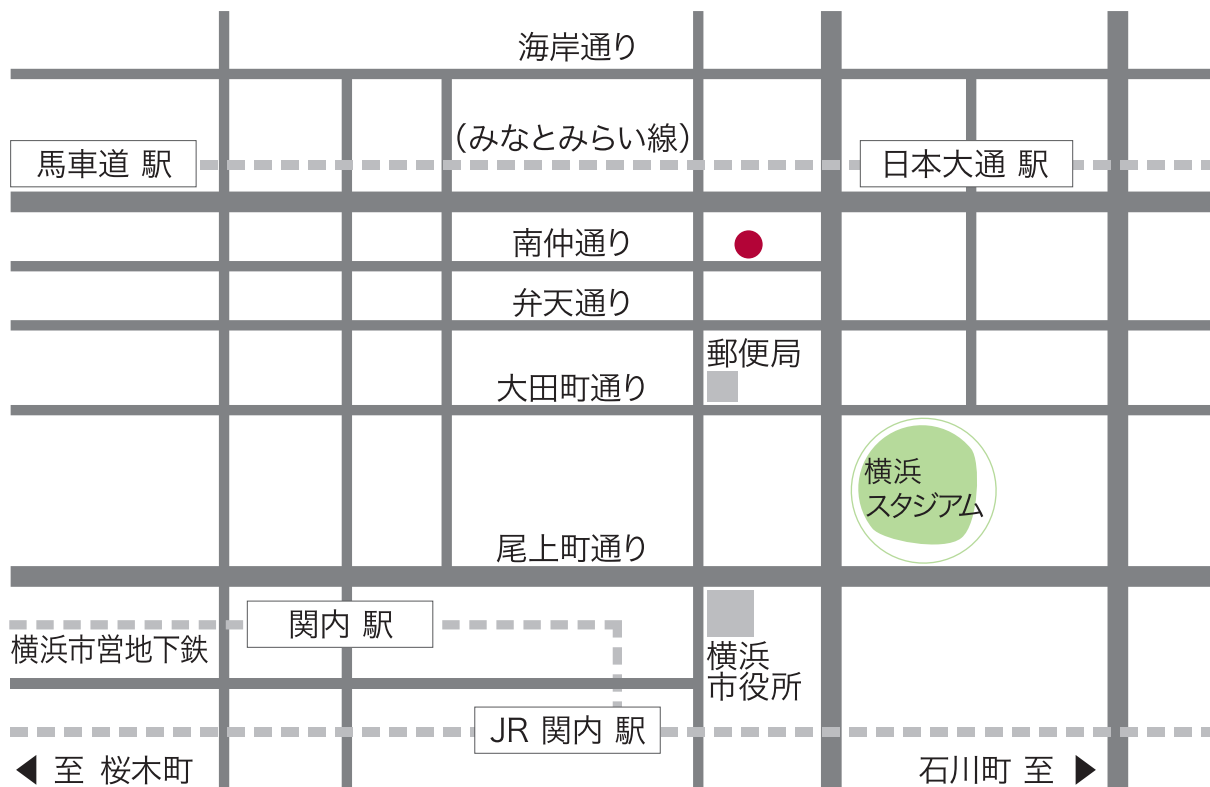 海岸通り
(みなとみらい線)
馬車道 駅
日本大通 駅
南仲通り
弁天通り
郵便局
大田町通り
横浜
スタジアム
尾上町通り
関内 駅
横浜市営地下鉄
横浜
市役所
JR 関内 駅
◀ 至 桜木町
石川町 至 ▶